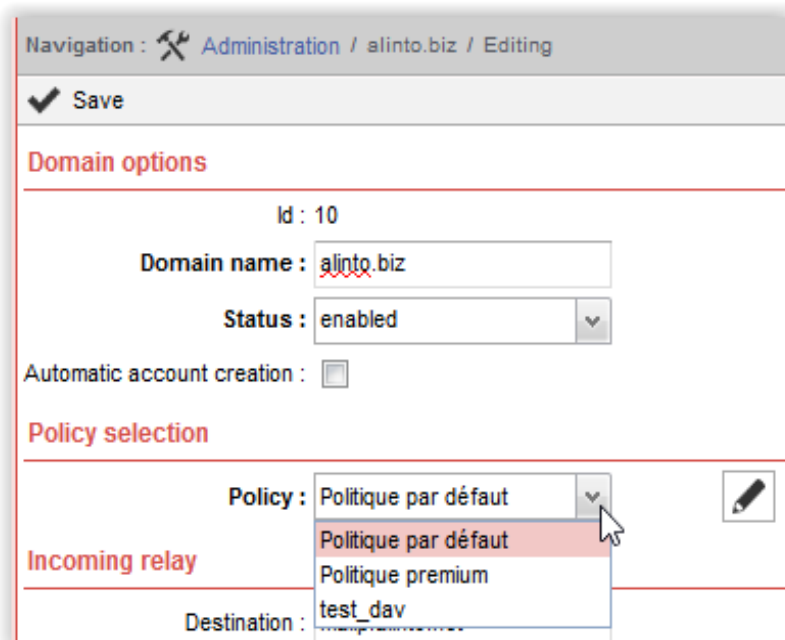 Navigation : Administration / alinto.biz / Editing
Save
Domain options
Id : 10
Domain name : alinto.biz
Status : enabled
Automatic account creation :
Policy selection
Policy : Politique par défaut
Politique par défaut
Politique premium
test_dav
Incoming relay
Destination :